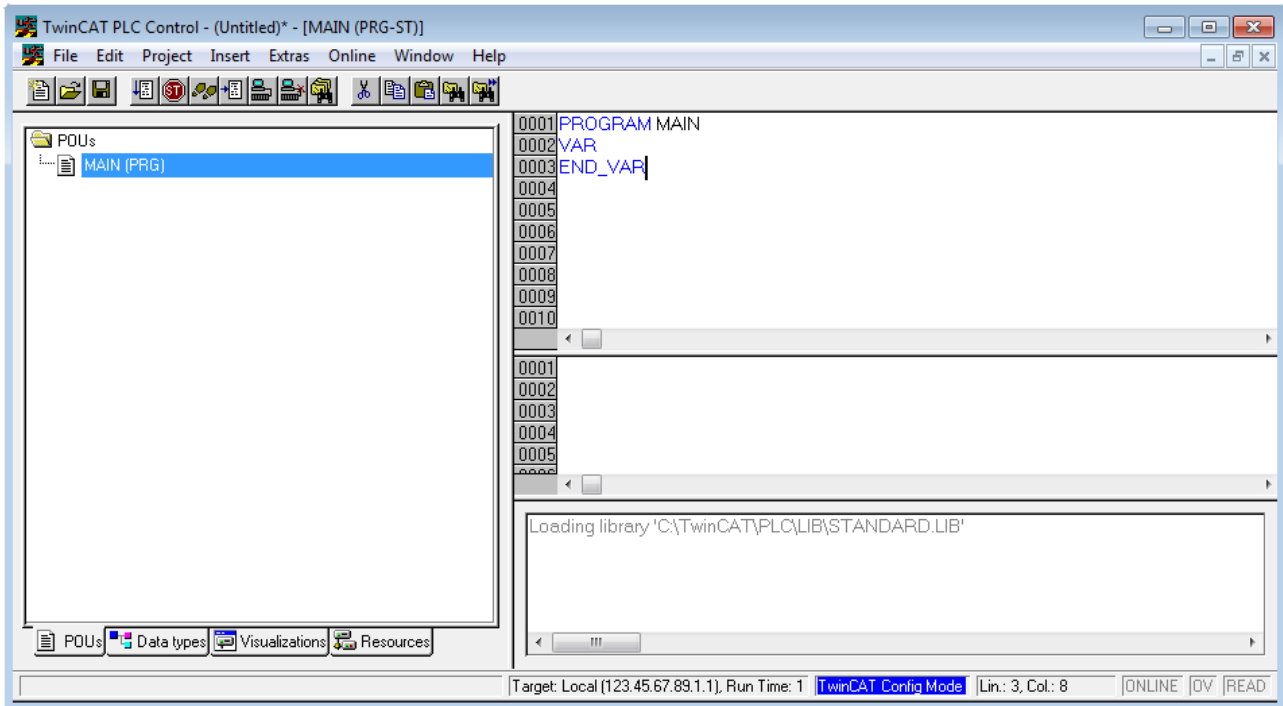 TwinCAT PLC Control - (Untitled)* - [MAIN (PRG-ST)]
File Edit Project Insert Extras Online Window Help
POUs
MAIN (PRG)
0001 PROGRAM MAIN
0002 VAR
0003 END_VAR
0004
0005
0006
0007
0008
0009
0010
0001
0002
0003
0004
0005
Loading library 'C:\TwinCAT\PLC\LIB\STANDARD.LIB'
POUs Data types Visualizations Resources
Target: Local (123.45.67.89.1.1), Run Time: 1 TwinCAT Config Mode Lin.: 3, Col.: 8 ONLINE OV READ